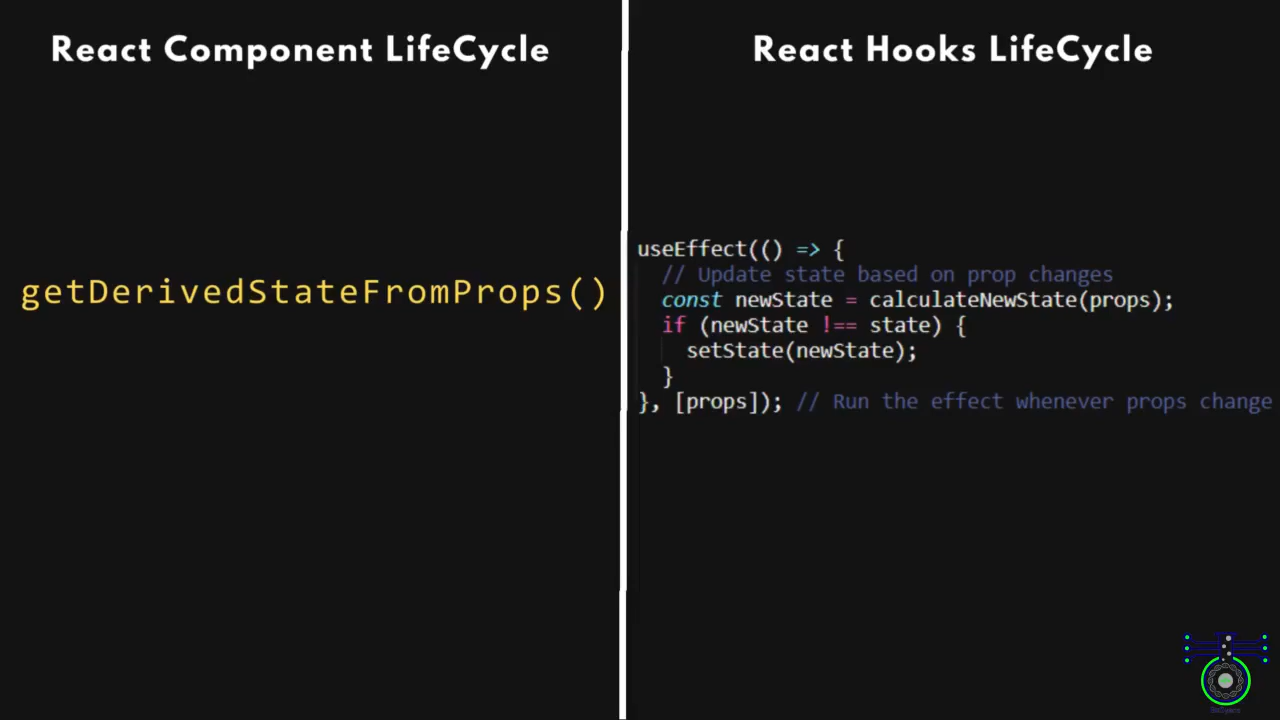 React Component LifeCycle
React Hooks LifeCycle
getDerivedStateFromProps()
useEffect(() => {
  // Update state based on prop changes
  const newState = calculateNewState(props);
  if (newState !== state) {
    setState(newState);
  }
}, [props]); // Run the effect whenever props change